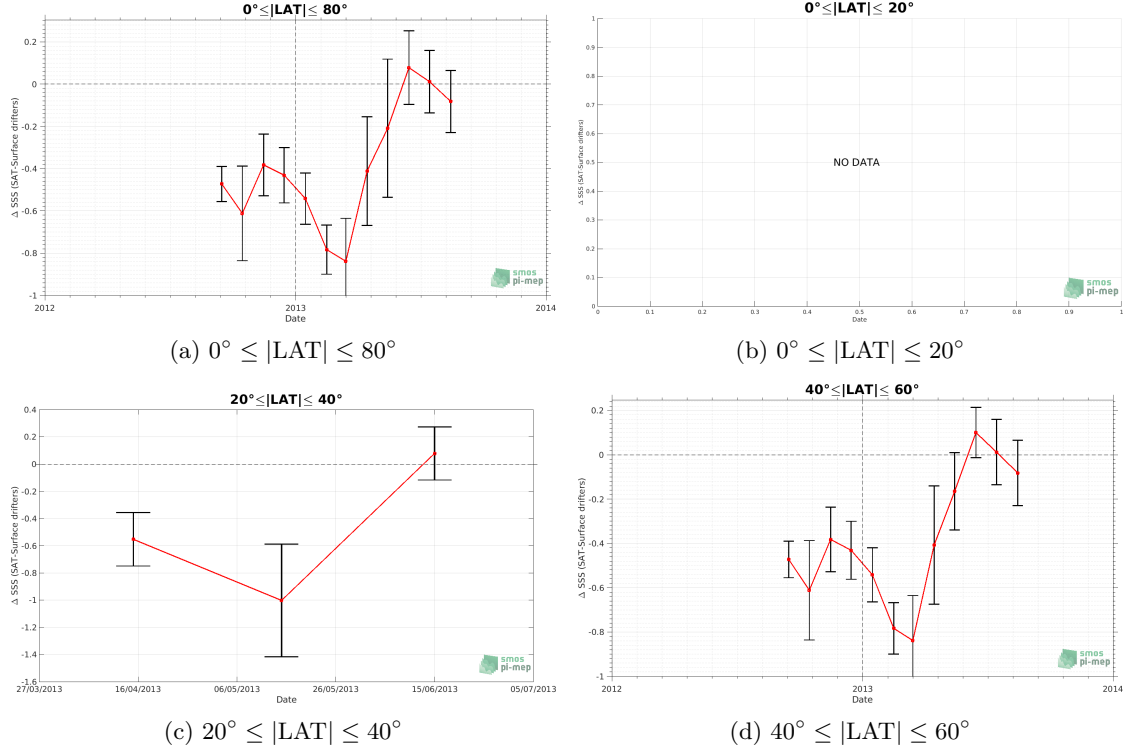 0°≤|LAT|≤ 80°
Δ SSS (SAT-Surface drifters)
0.2
0
-0.2
-0.4
-0.6
-0.8
-1
2012
2013
2014
Date
smos
pi-mep
(a) 0° ≤ |LAT| ≤ 80°
0°≤|LAT|≤ 20°
Δ SSS (SAT-Surface drifters)
1
0.9
0.8
0.7
0.6
0.5
0.4
0.3
0.2
0.1
0
NO DATA
0
0.1
0.2
0.3
0.4
0.5
0.6
0.7
0.8
0.9
1
Date
smos
pi-mep
(b) 0° ≤ |LAT| ≤ 20°
20°≤|LAT|≤ 40°
Δ SSS (SAT-Surface drifters)
0.4
0.2
0
-0.2
-0.4
-0.6
-0.8
-1
-1.2
-1.4
-1.6
27/03/2013
16/04/2013
06/05/2013
26/05/2013
15/06/2013
05/07/2013
Date
smos
pi-mep
(c) 20° ≤ |LAT| ≤ 40°
40°≤|LAT|≤ 60°
Δ SSS (SAT-Surface drifters)
0.2
0
-0.2
-0.4
-0.6
-0.8
-1
2012
2013
2014
Date
smos
pi-mep
(d) 40° ≤ |LAT| ≤ 60°